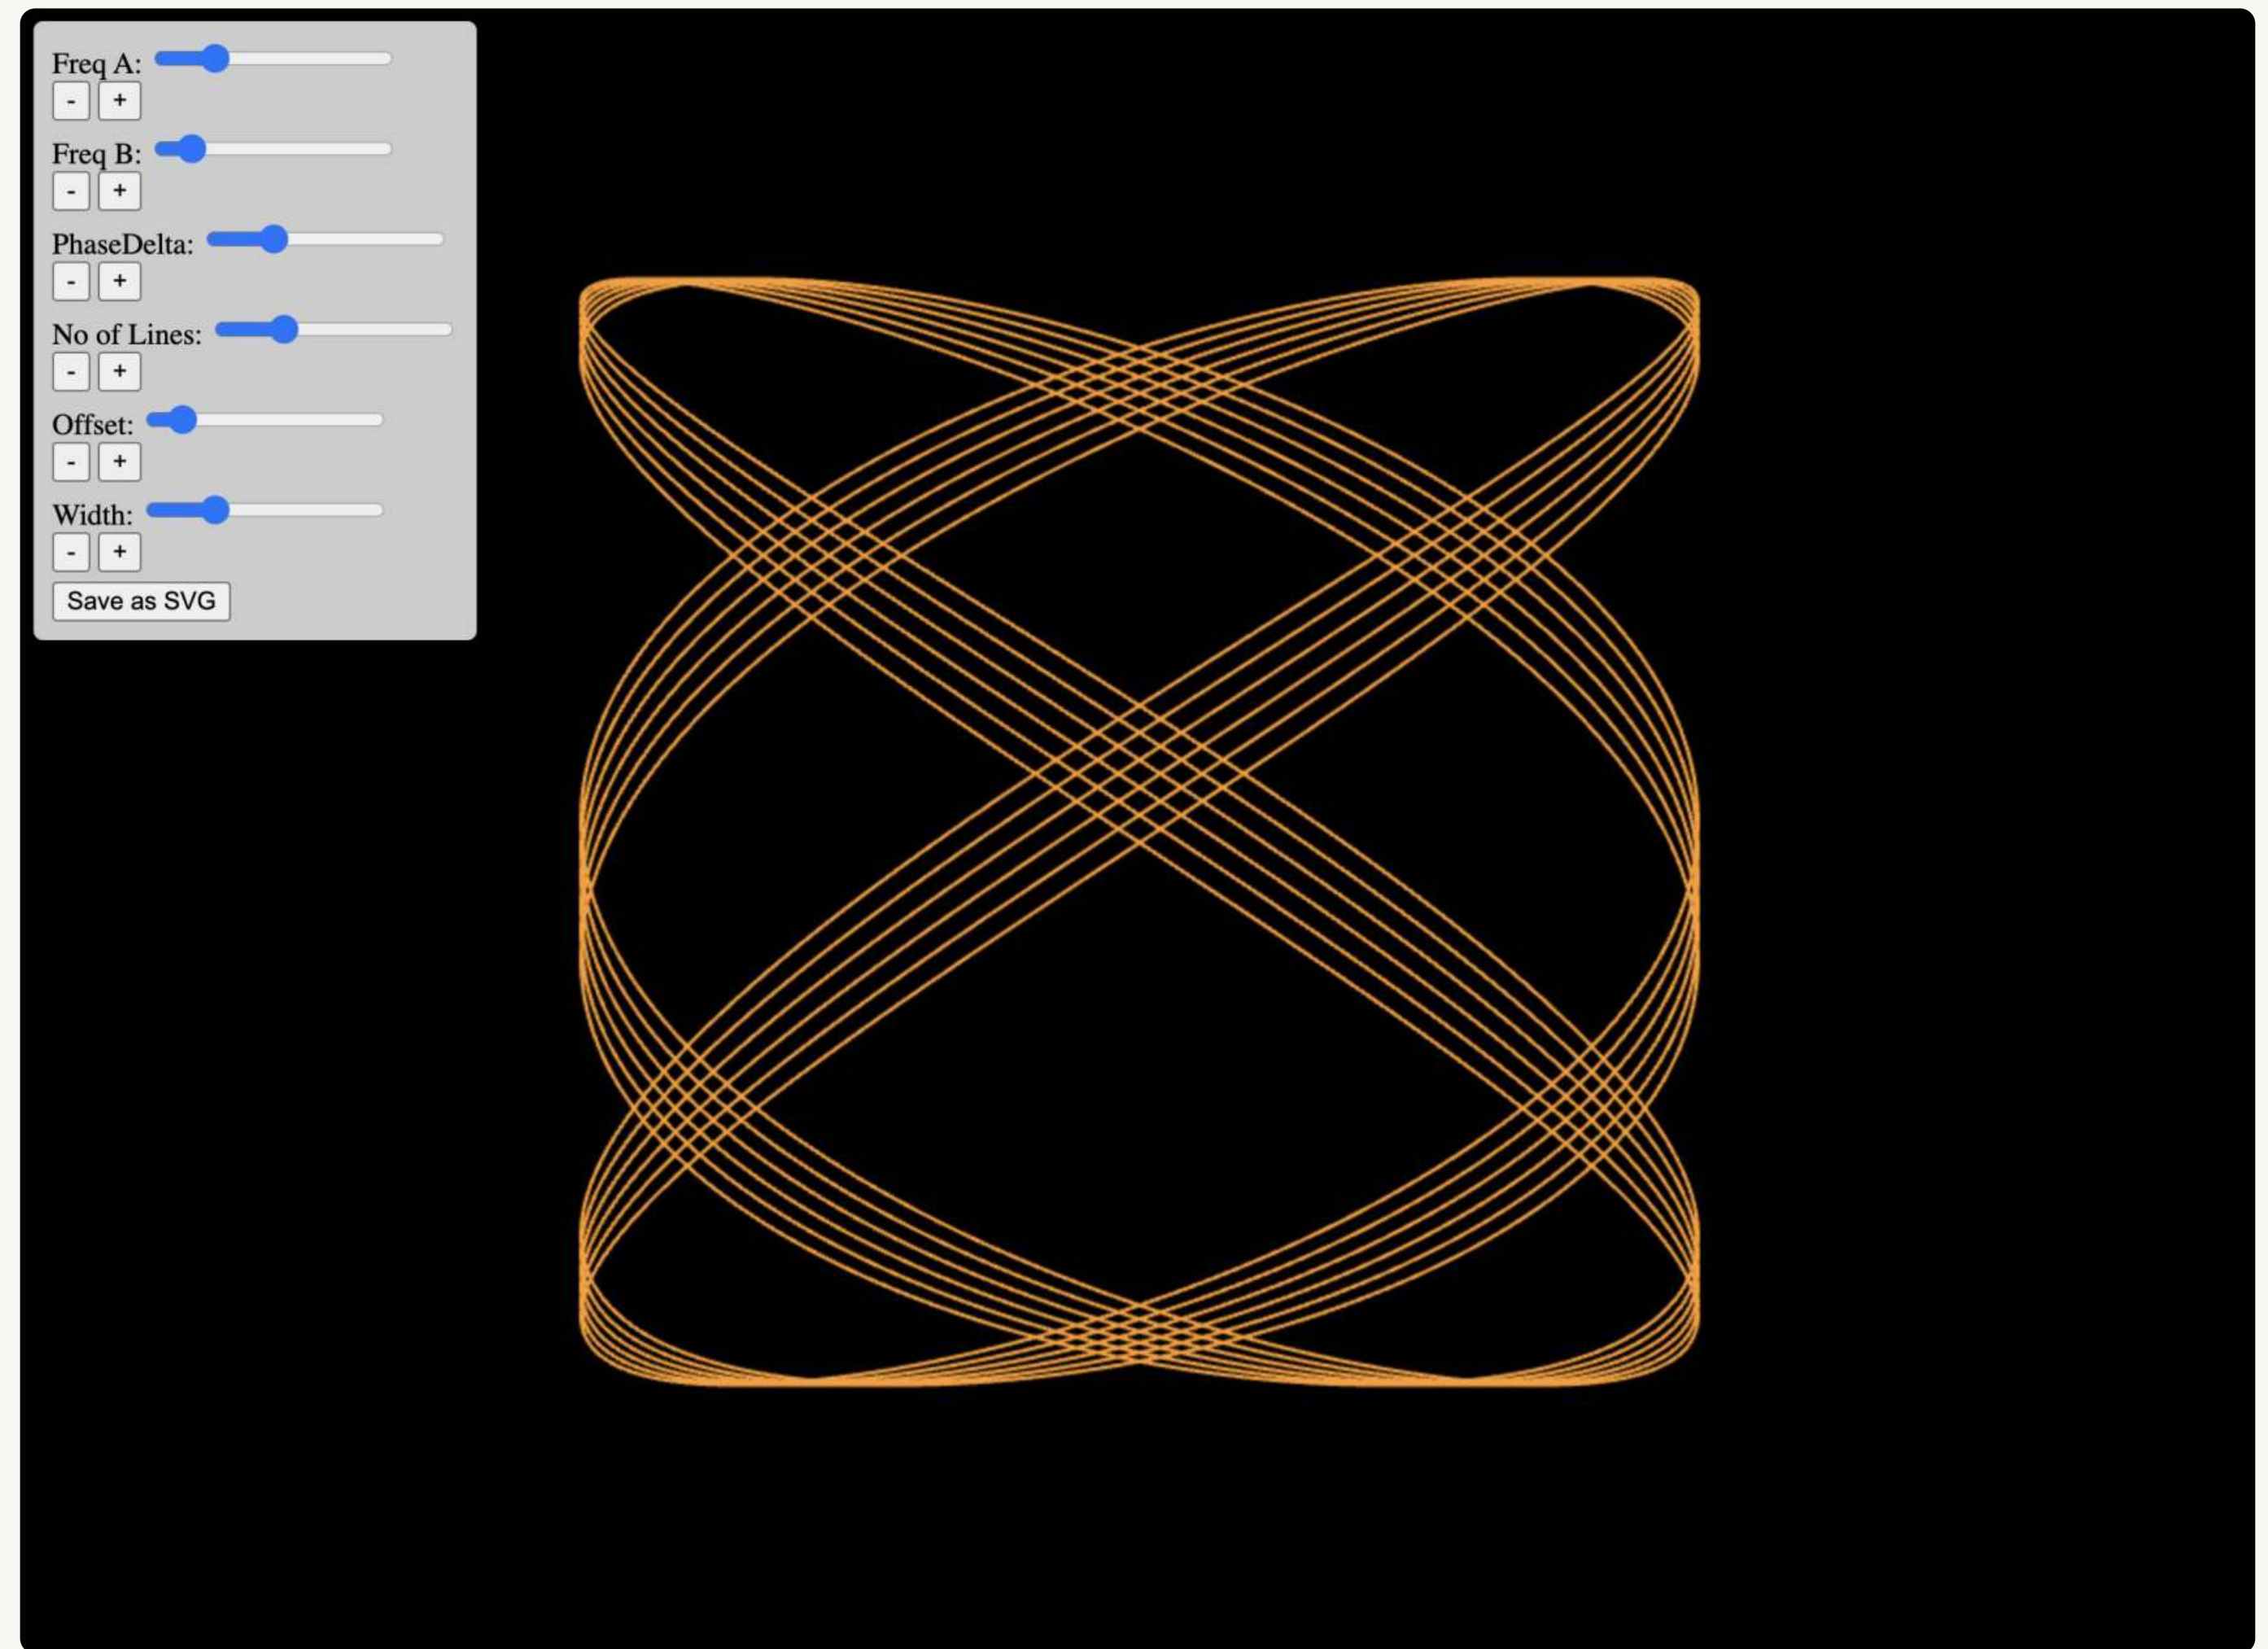 Freq A:
- +
Freq B:
- +
PhaseDelta:
- +
No of Lines:
- +
Offset:
- +
Width:
- +
Save as SVG